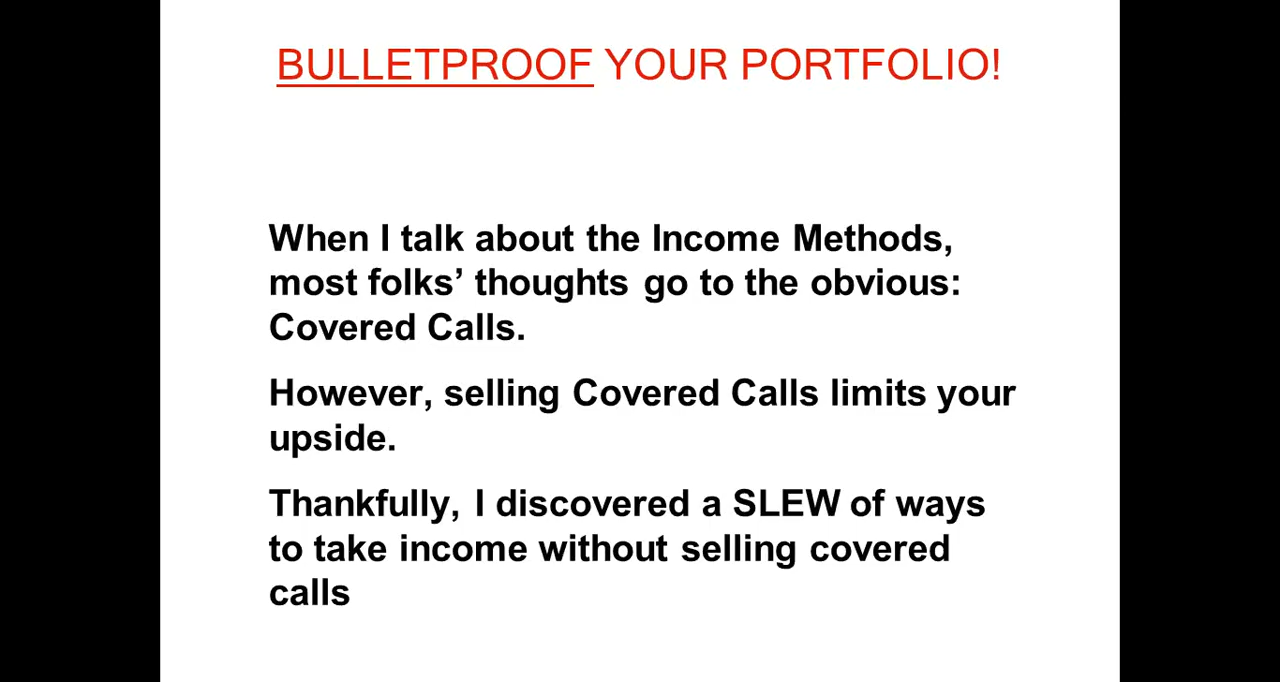 BULLETPROOF YOUR PORTFOLIO!
When I talk about the Income Methods,
most folks’ thoughts go to the obvious:
Covered Calls.
However, selling Covered Calls limits your
upside.
Thankfully, I discovered a SLEW of ways
to take income without selling covered
calls